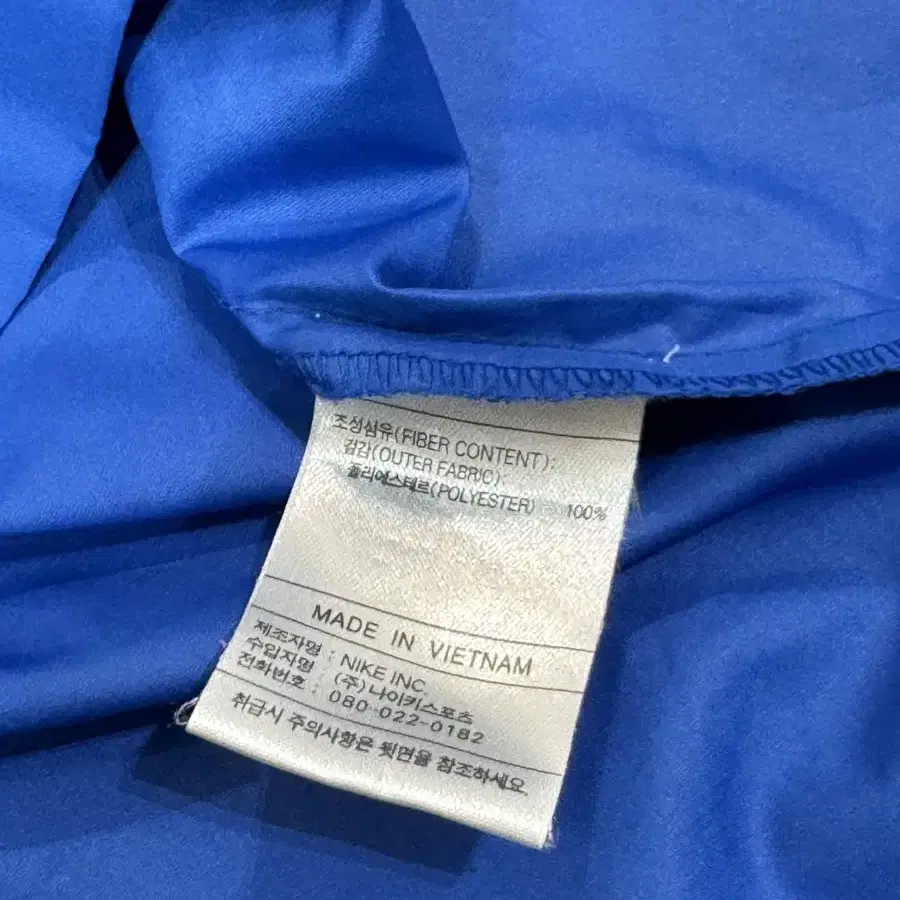 조성섬유(FIBER CONTENT):
겉감(OUTER FABRIC):
폴리에스테르(POLYESTER) 100%
MADE IN VIETNAM
제조자명 : NIKE INC.
수입자명 : (주)나이키스포츠
전화번호 : 080-022-0182
취급시 주의사항은 뒷면을 참조하세요.